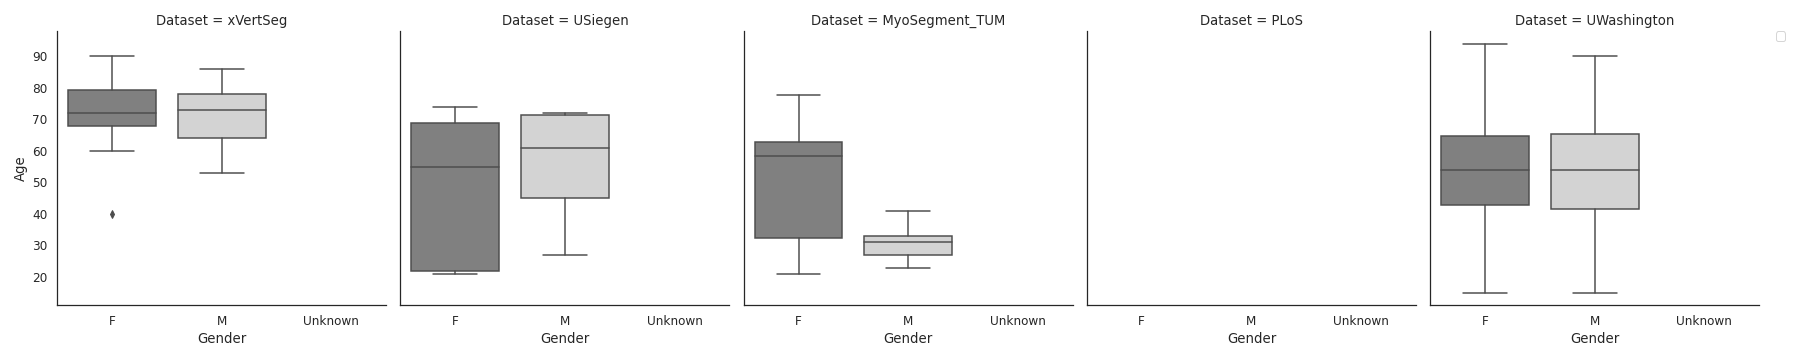 Dataset = xVertSeg
Dataset = USiegen
Dataset = MyoSegment_TUM
Dataset = PLoS
Dataset = UWashington
Age
90
80
70
60
50
40
30
20
F M Unknown
F M Unknown
F M Unknown
F M Unknown
F M Unknown
Gender
Gender
Gender
Gender
Gender